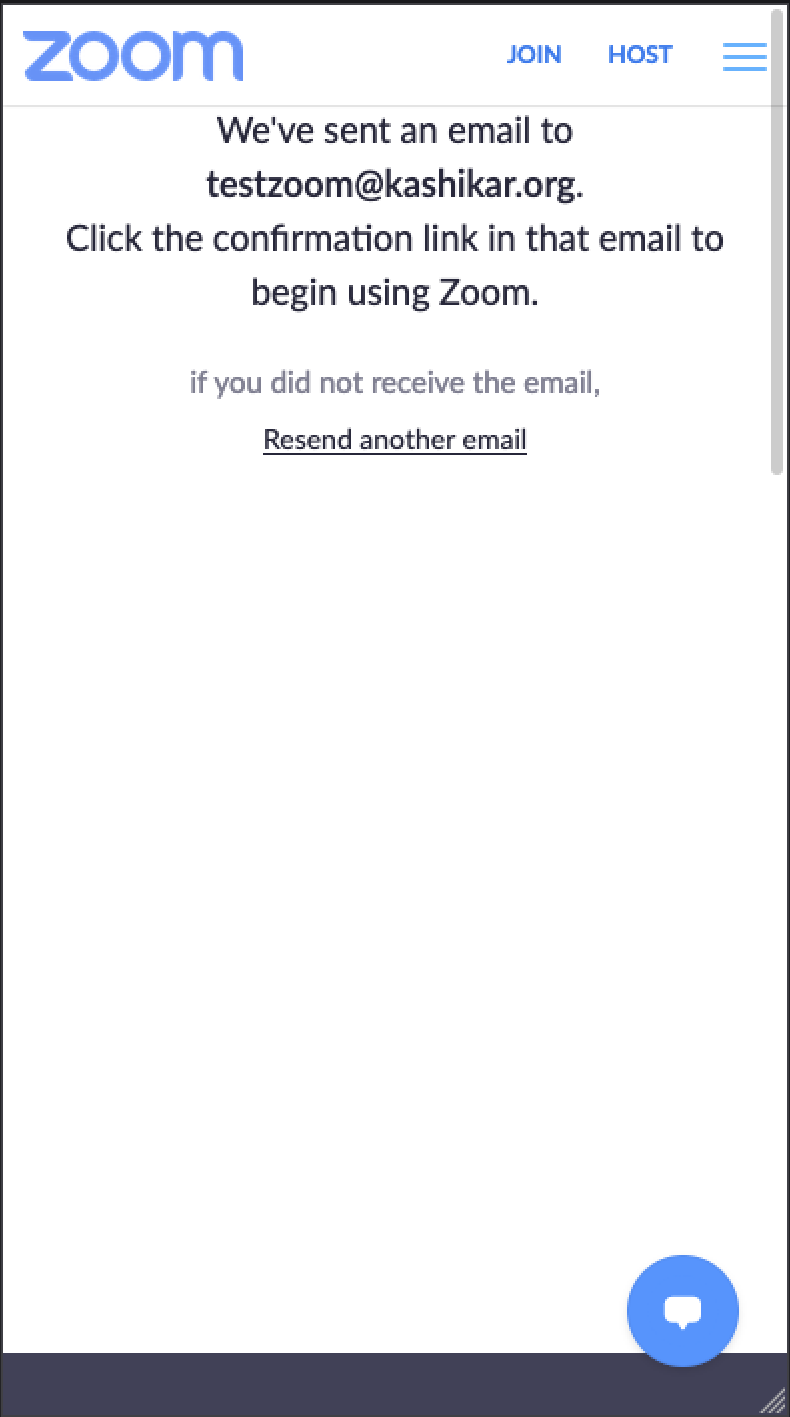 zoom
JOIN HOST
We've sent an email to
testzoom@kashikar.org.
Click the confirmation link in that email to
begin using Zoom.
if you did not receive the email,
Resend another email